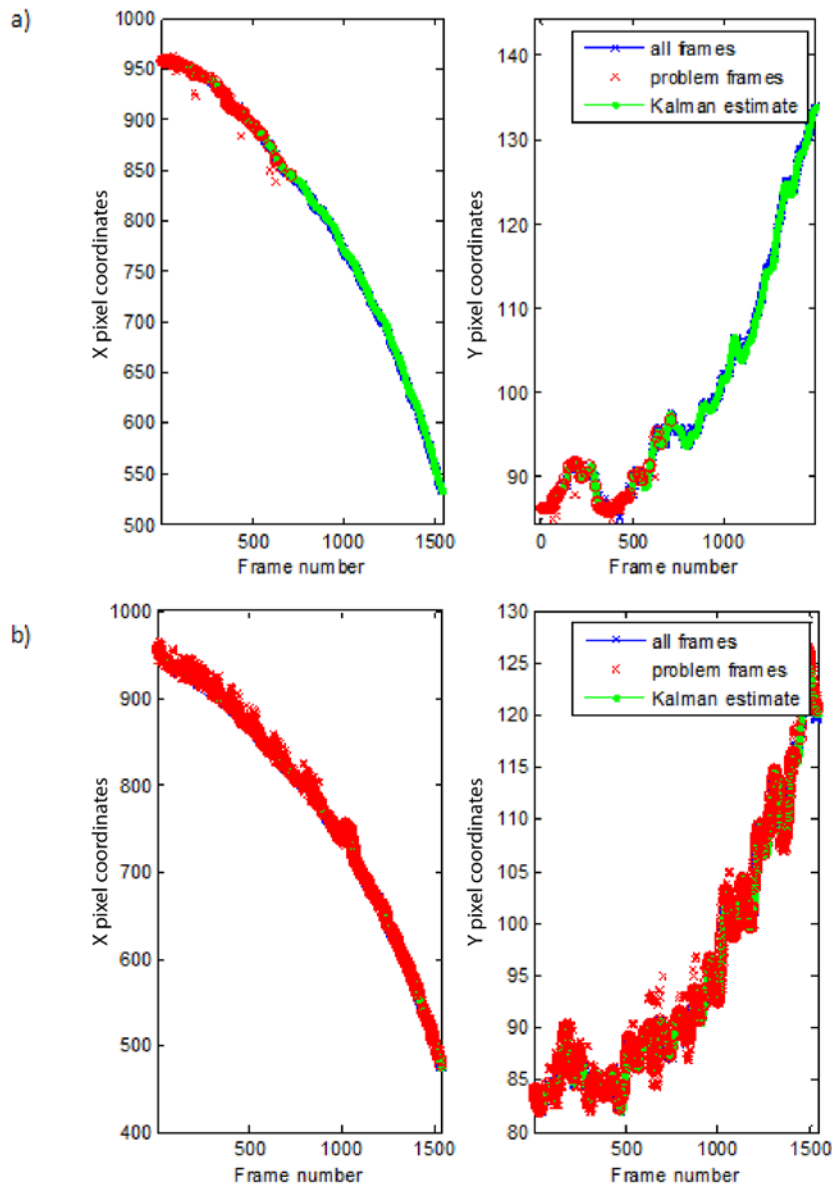 a)
1000
950
900
850
800
750
700
650
600
550
500
X pixel coordinates
500
1000
1500
Frame number
140
130
120
110
100
90
Y pixel coordinates
0
500
1000
Frame number
all frames
problem frames
Kalman estimate
b)
1000
900
800
700
600
500
400
X pixel coordinates
500
1000
1500
Frame number
130
125
120
115
110
105
100
95
90
85
80
Y pixel coordinates
500
1000
1500
Frame number
all frames
problem frames
Kalman estimate